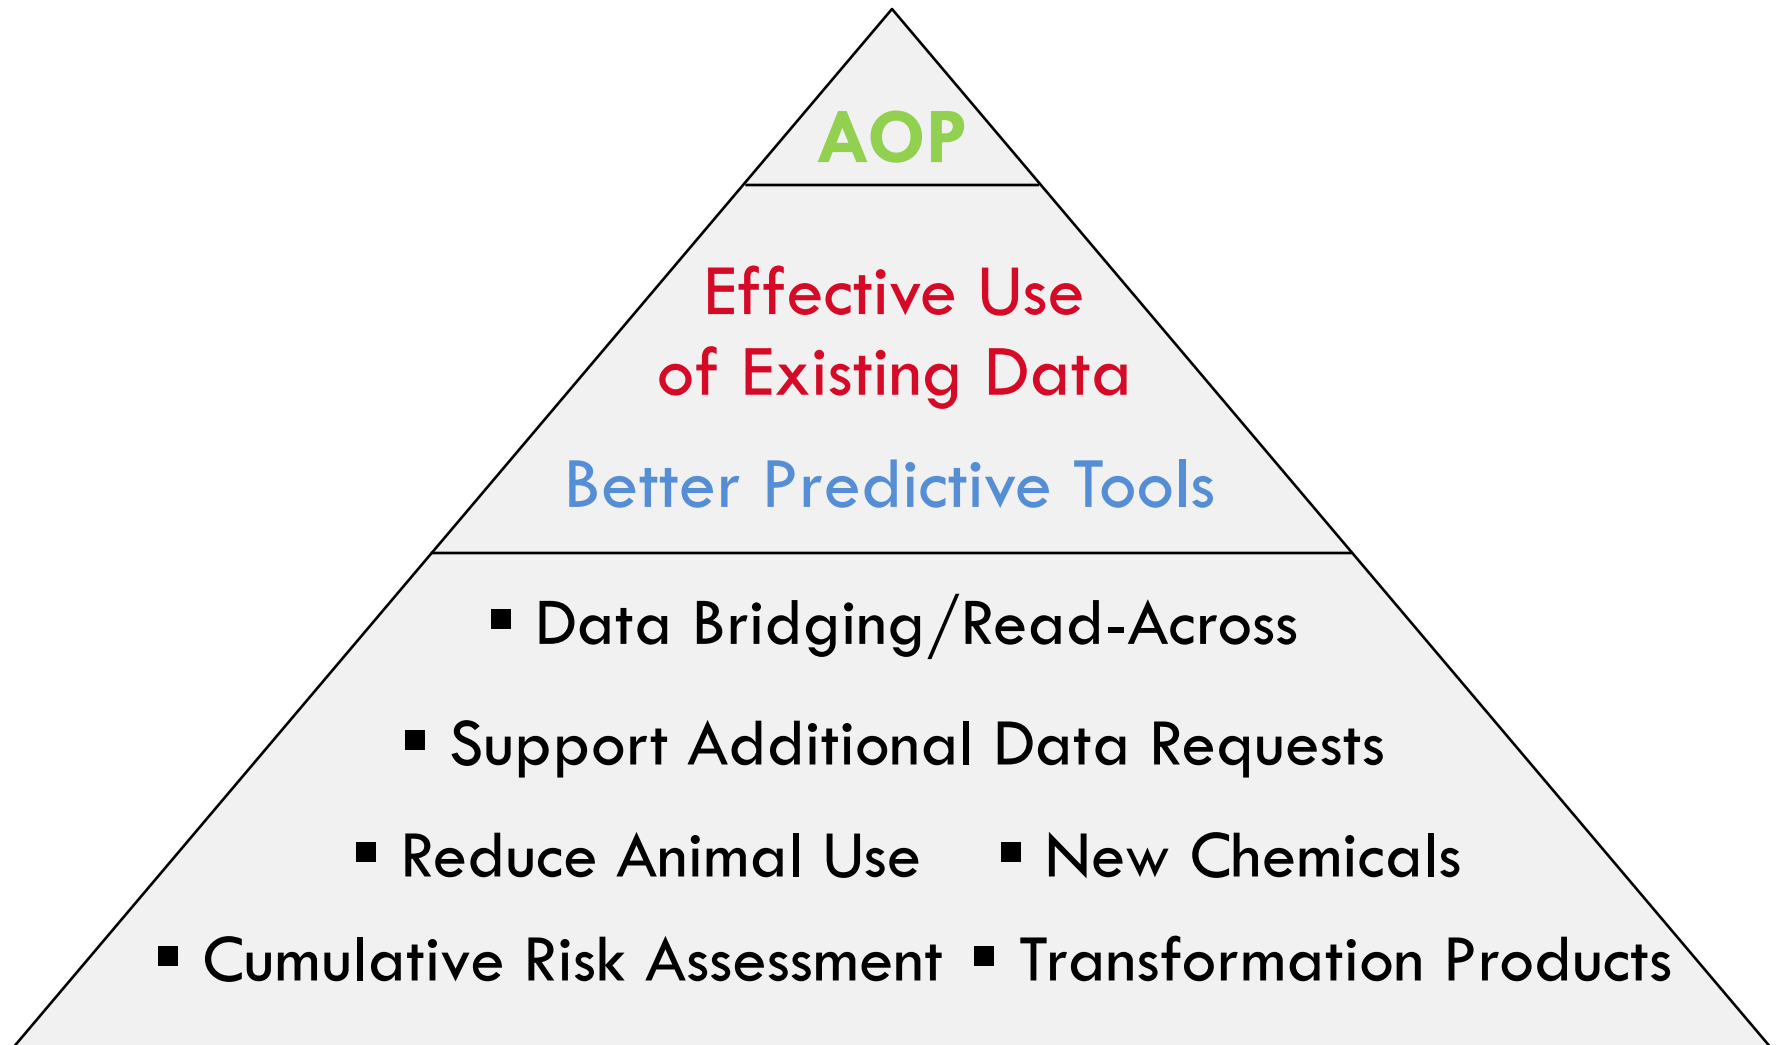 AOP
Effective Use
of Existing Data
Better Predictive Tools
▪ Data Bridging/Read-Across
▪ Support Additional Data Requests
▪ Reduce Animal Use ▪ New Chemicals
▪ Cumulative Risk Assessment ▪ Transformation Products